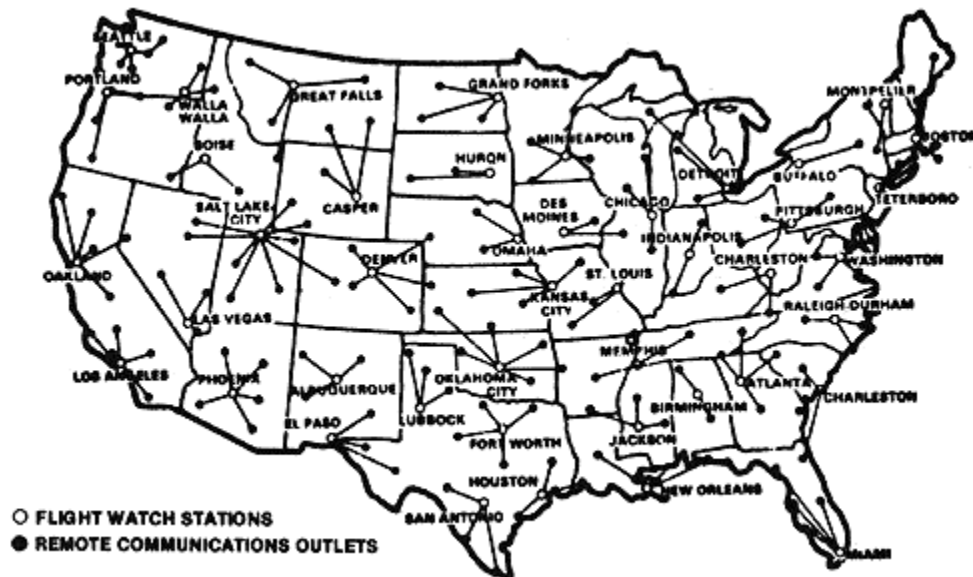 SEATTLE
PORTLAND
WALLA
WALLA
GREAT FALLS
GRAND FORKS
MINNEAPOLIS
MONTPELIER
BOSTON
BOISE
HURON
DETROIT
BUFFALO
TETERBORO
SALT LAKE
CITY
CASPER
DES
MOINES
CHICAGO
PITTSBURGH
OAKLAND
DENVER
OMAHA
INDIANAPOLIS
CHARLESTON
WASHINGTON
ST. LOUIS
KANSAS
CITY
LAS VEGAS
RALEIGH-DURHAM
LOS ANGELES
PHOENIX
ALBUQUERQUE
OKLAHOMA
CITY
MEMPHIS
ATLANTA
CHARLESTON
EL PASO
LUBBOCK
FORT WORTH
BIRMINGHAM
JACKSON
HOUSTON
NEW ORLEANS
SAN ANTONIO
MIAMI
FLIGHT WATCH STATIONS
REMOTE COMMUNICATIONS OUTLETS